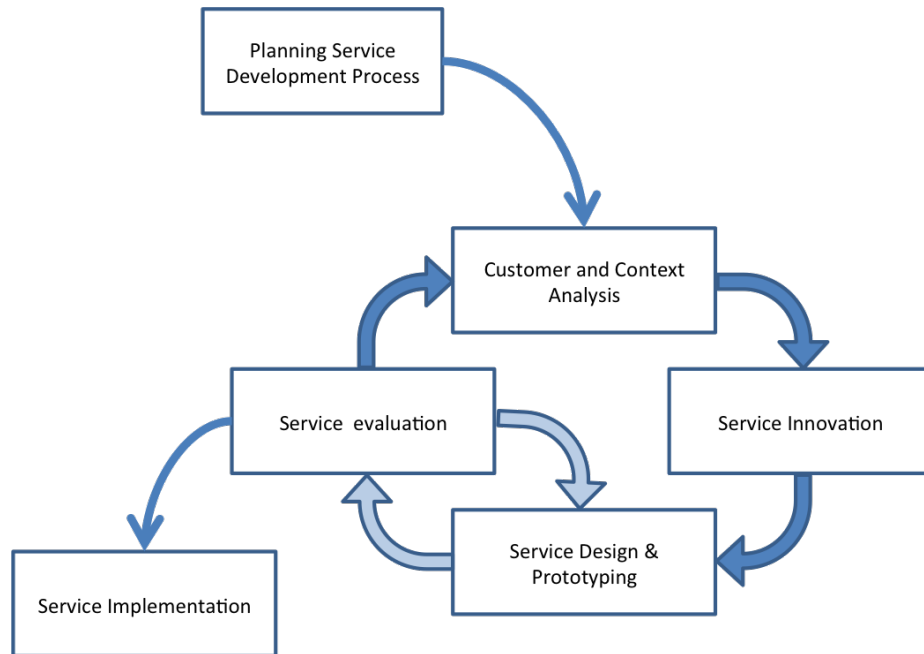 Planning Service
Development Process
Customer and Context
Analysis
Service evaluation
Service Innovation
Service Design &
Prototyping
Service Implementation